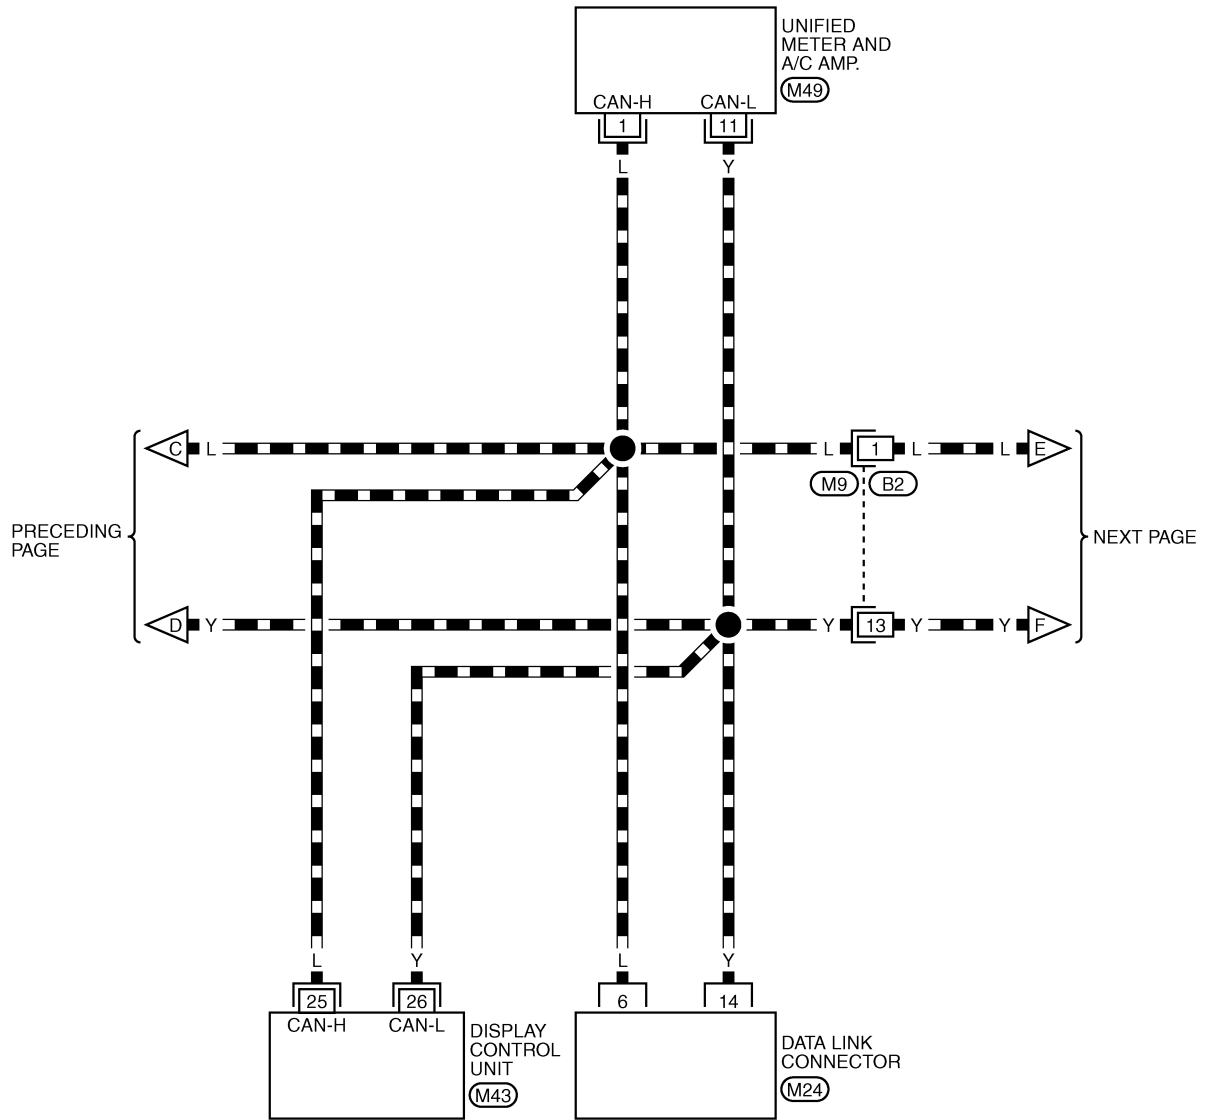 UNIFIED
METER AND
A/C AMP.
M49
CAN-H CAN-L
1 11
L Y
C L L 1 L L E
M9 B2
PRECEDING
PAGE
NEXT PAGE
D Y Y 13 Y Y F
L Y L Y
25 26 6 14
CAN-H CAN-L
DISPLAY
CONTROL
UNIT
M43
DATA LINK
CONNECTOR
M24